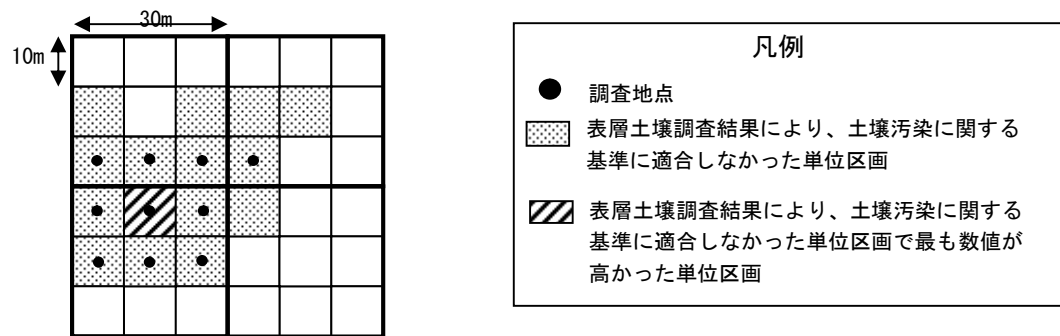 30m
10m
凡例
調査地点
表層土壌調査結果により、土壌汚染に関する
基準に適合しなかった単位区画
表層土壌調査結果により、土壌汚染に関する
基準に適合しなかった単位区画で最も数値が
高かった単位区画